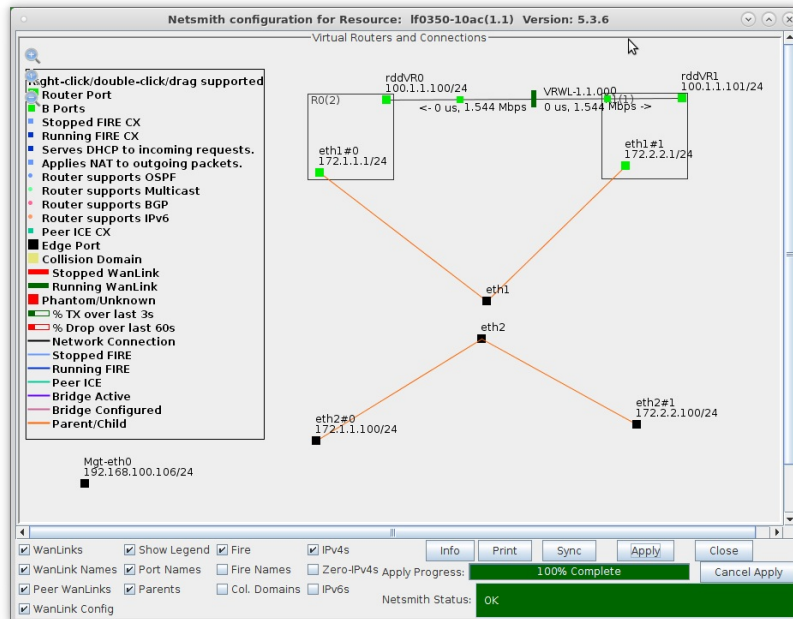 Netsmith configuration for Resource: lf0350-10ac(1.1) Version: 5.3.6
Virtual Routers and Connections
Right-click/double-click/drag supported
Router Port
B Ports
Stopped FIRE CX
Running FIRE CX
Serves DHCP to incoming requests.
Applies NAT to outgoing packets.
Router supports OSPF
Router supports Multicast
Router supports BGP
Router supports IPv6
Peer ICE CX
Edge Port
Collision Domain
Stopped WanLink
Running WanLink
Phantom/Unknown
% TX over last 3s
% Drop over last 60s
Network Connection
Stopped FIRE
Running FIRE
Peer ICE
Bridge Active
Bridge Configured
Parent/Child
rddVR0
100.1.1.100/24
R0(2)
<- 0 us, 1.544 Mbps
VRWL-1.1.000
0 us, 1.544 Mbps ->
rddVR1
100.1.1.101/24
eth1#0
172.1.1.1/24
eth1#1
172.2.2.1/24
eth1
eth2
eth2#0
172.1.1.100/24
eth2#1
172.2.2.100/24
Mgt-eth0
192.168.100.106/24
WanLinks Show Legend Fire IPv4s Info Print Sync Apply Close
WanLink Names Port Names Fire Names Zero-IPv4s Apply Progress: 100% Complete Cancel Apply
Peer WanLinks Parents Col. Domains IPv6s
WanLink Config Netsmith Status: OK